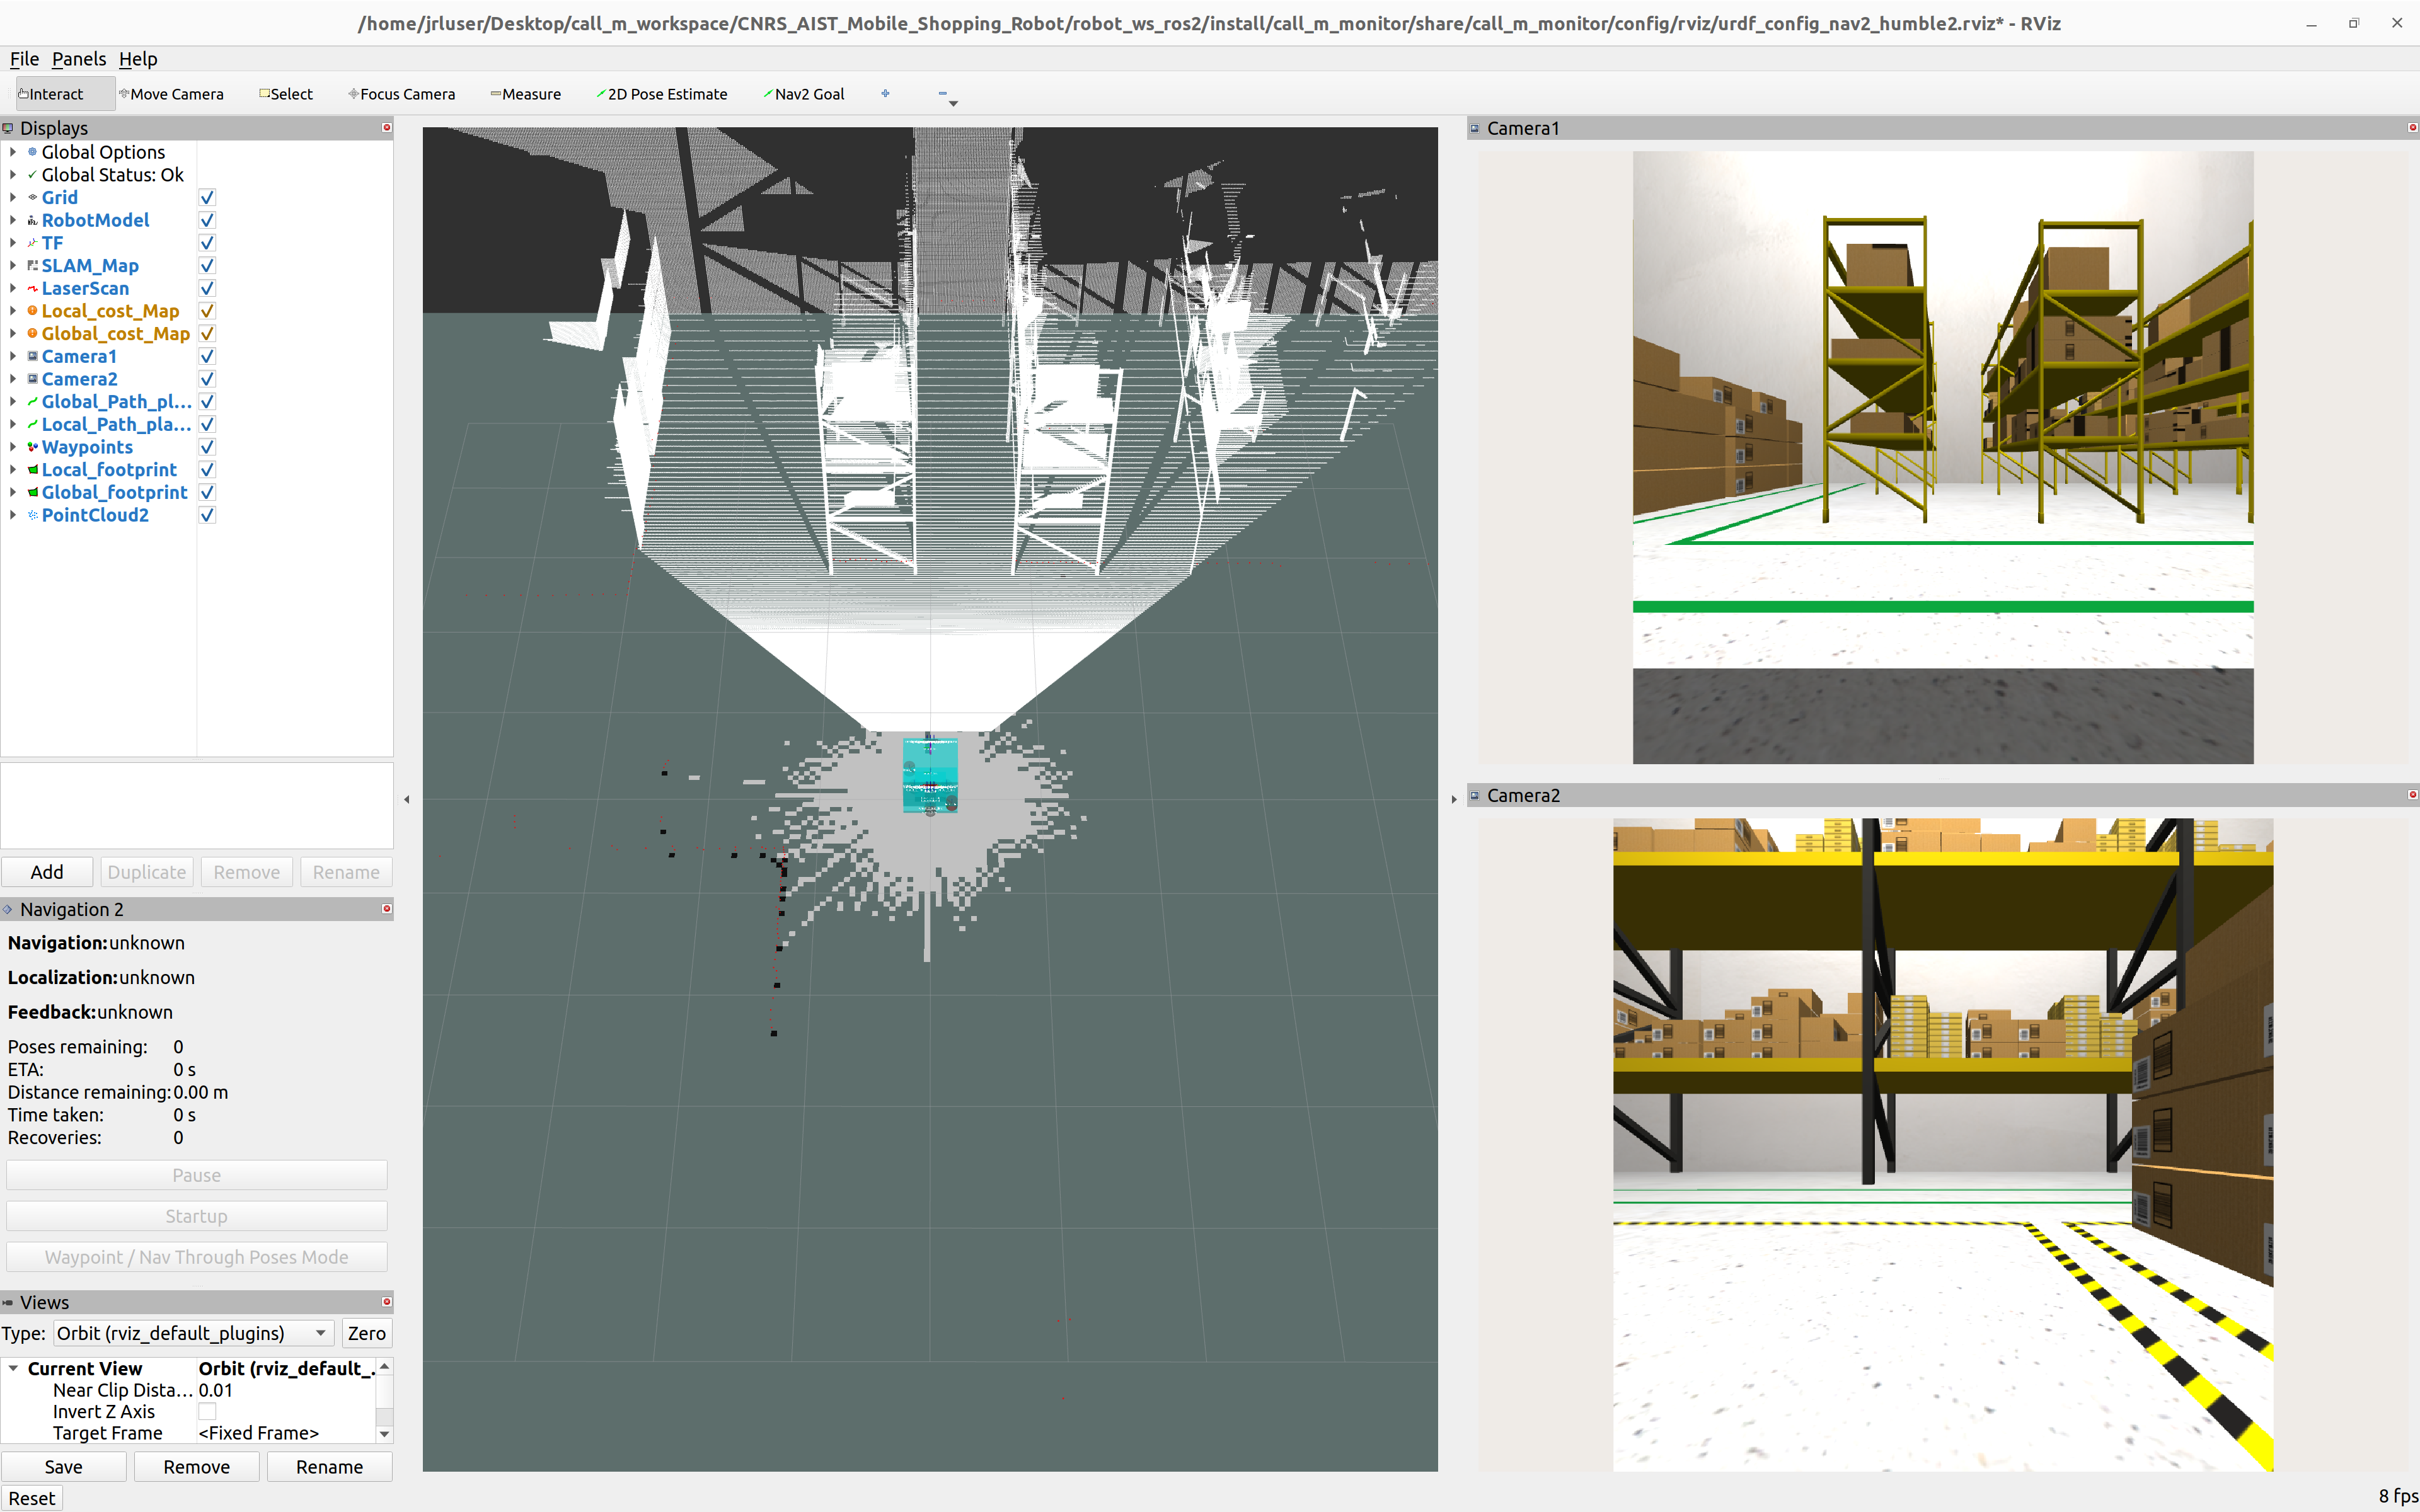 /home/jrluser/Desktop/call_m_workspace/CNRS_AIST_Mobile_Shopping_Robot/robot_ws_ros2/install/call_m_monitor/share/call_m_monitor/config/rviz/urdf_config_nav2_humble2.rviz* - RViz
File Panels Help
Interact Move Camera Select Focus Camera Measure 2D Pose Estimate Nav2 Goal
Displays
Global Options
Global Status: Ok
Grid
RobotModel
TF
SLAM_Map
LaserScan
Local_cost_Map
Global_cost_Map
Camera1
Camera2
Global_Path_pl...
Local_Path_pla...
Waypoints
Local_footprint
Global_footprint
PointCloud2
Add Duplicate Remove Rename
Navigation 2
Navigation: unknown
Localization: unknown
Feedback: unknown
Poses remaining: 0
ETA: 0 s
Distance remaining: 0.00 m
Time taken: 0 s
Recoveries: 0
Pause
Startup
Waypoint / Nav Through Poses Mode
Views
Type: Orbit (rviz_default_plugins) Zero
Current View Orbit (rviz_default_...
Near Clip Dista... 0.01
Invert Z Axis
Target Frame <Fixed Frame>
Save Remove Rename
Reset
Camera1
Camera2
8 fps